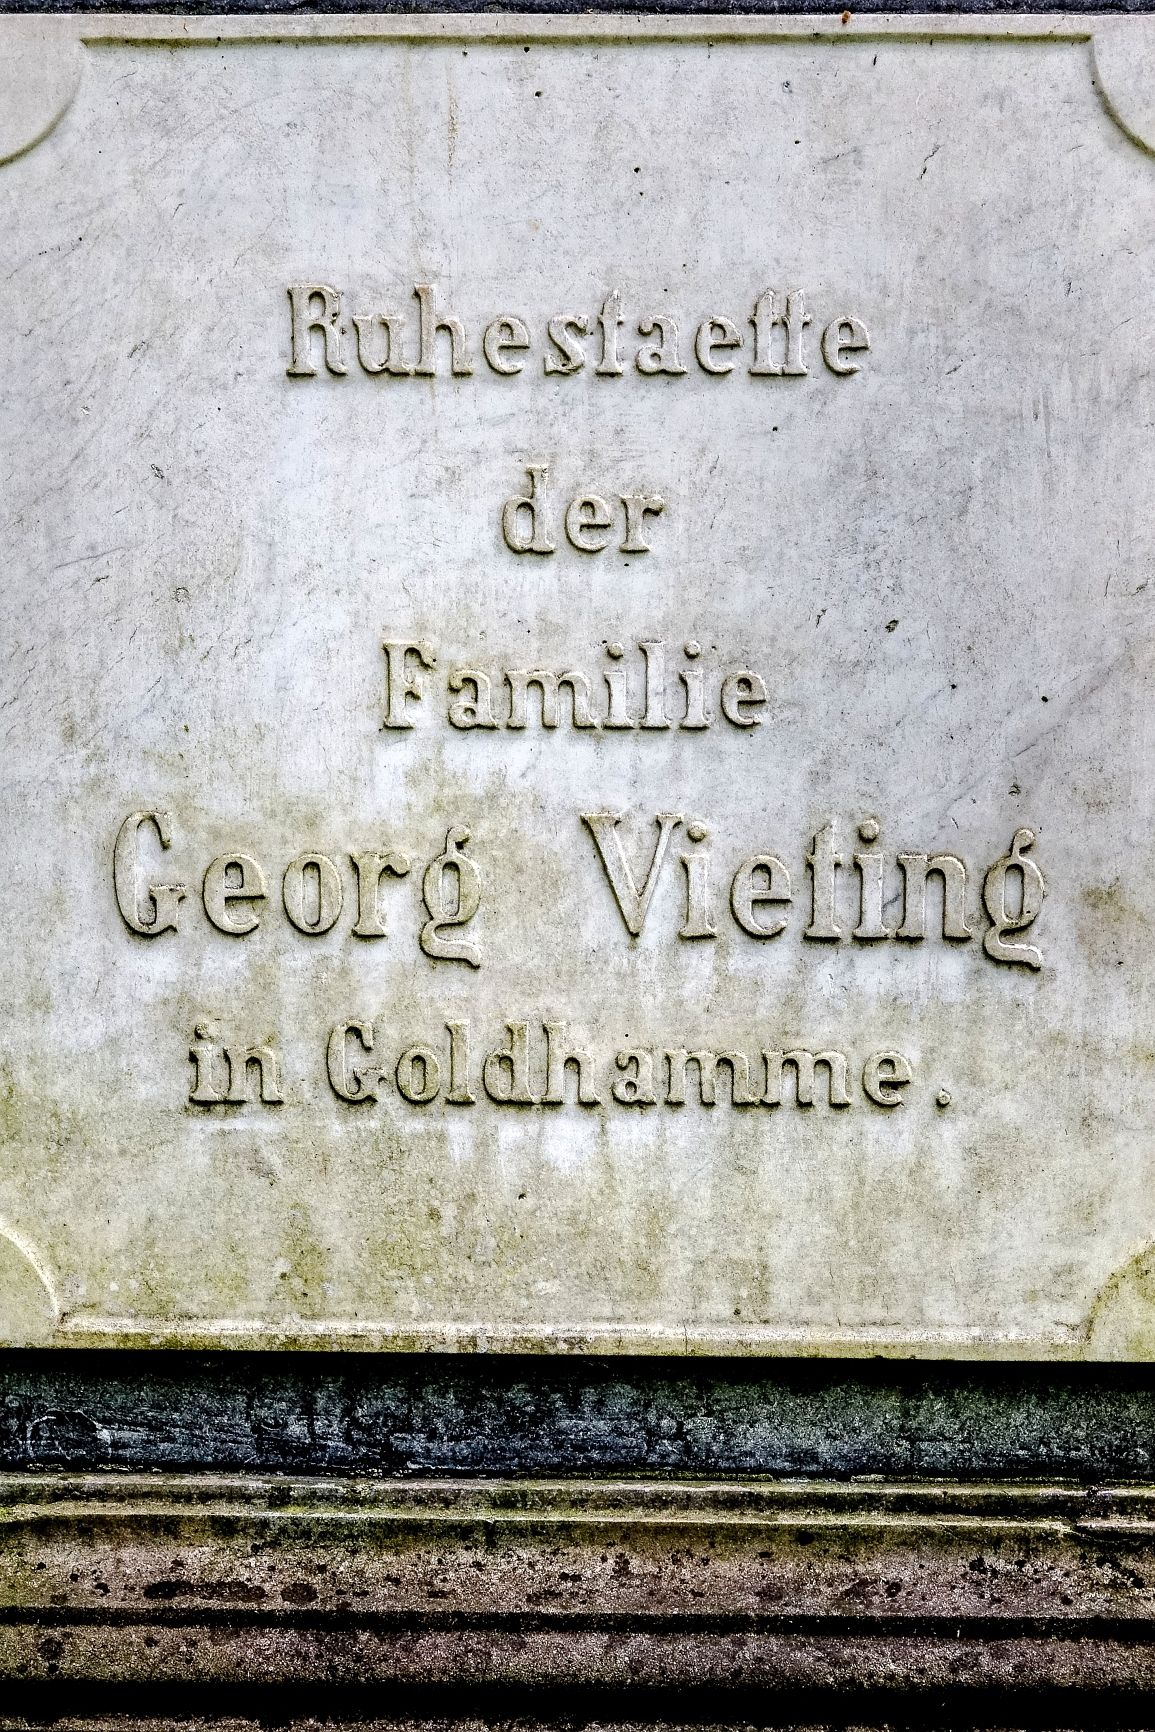 Ruhestaette
der
Familie
Georg Vieting
in Goldhamme.